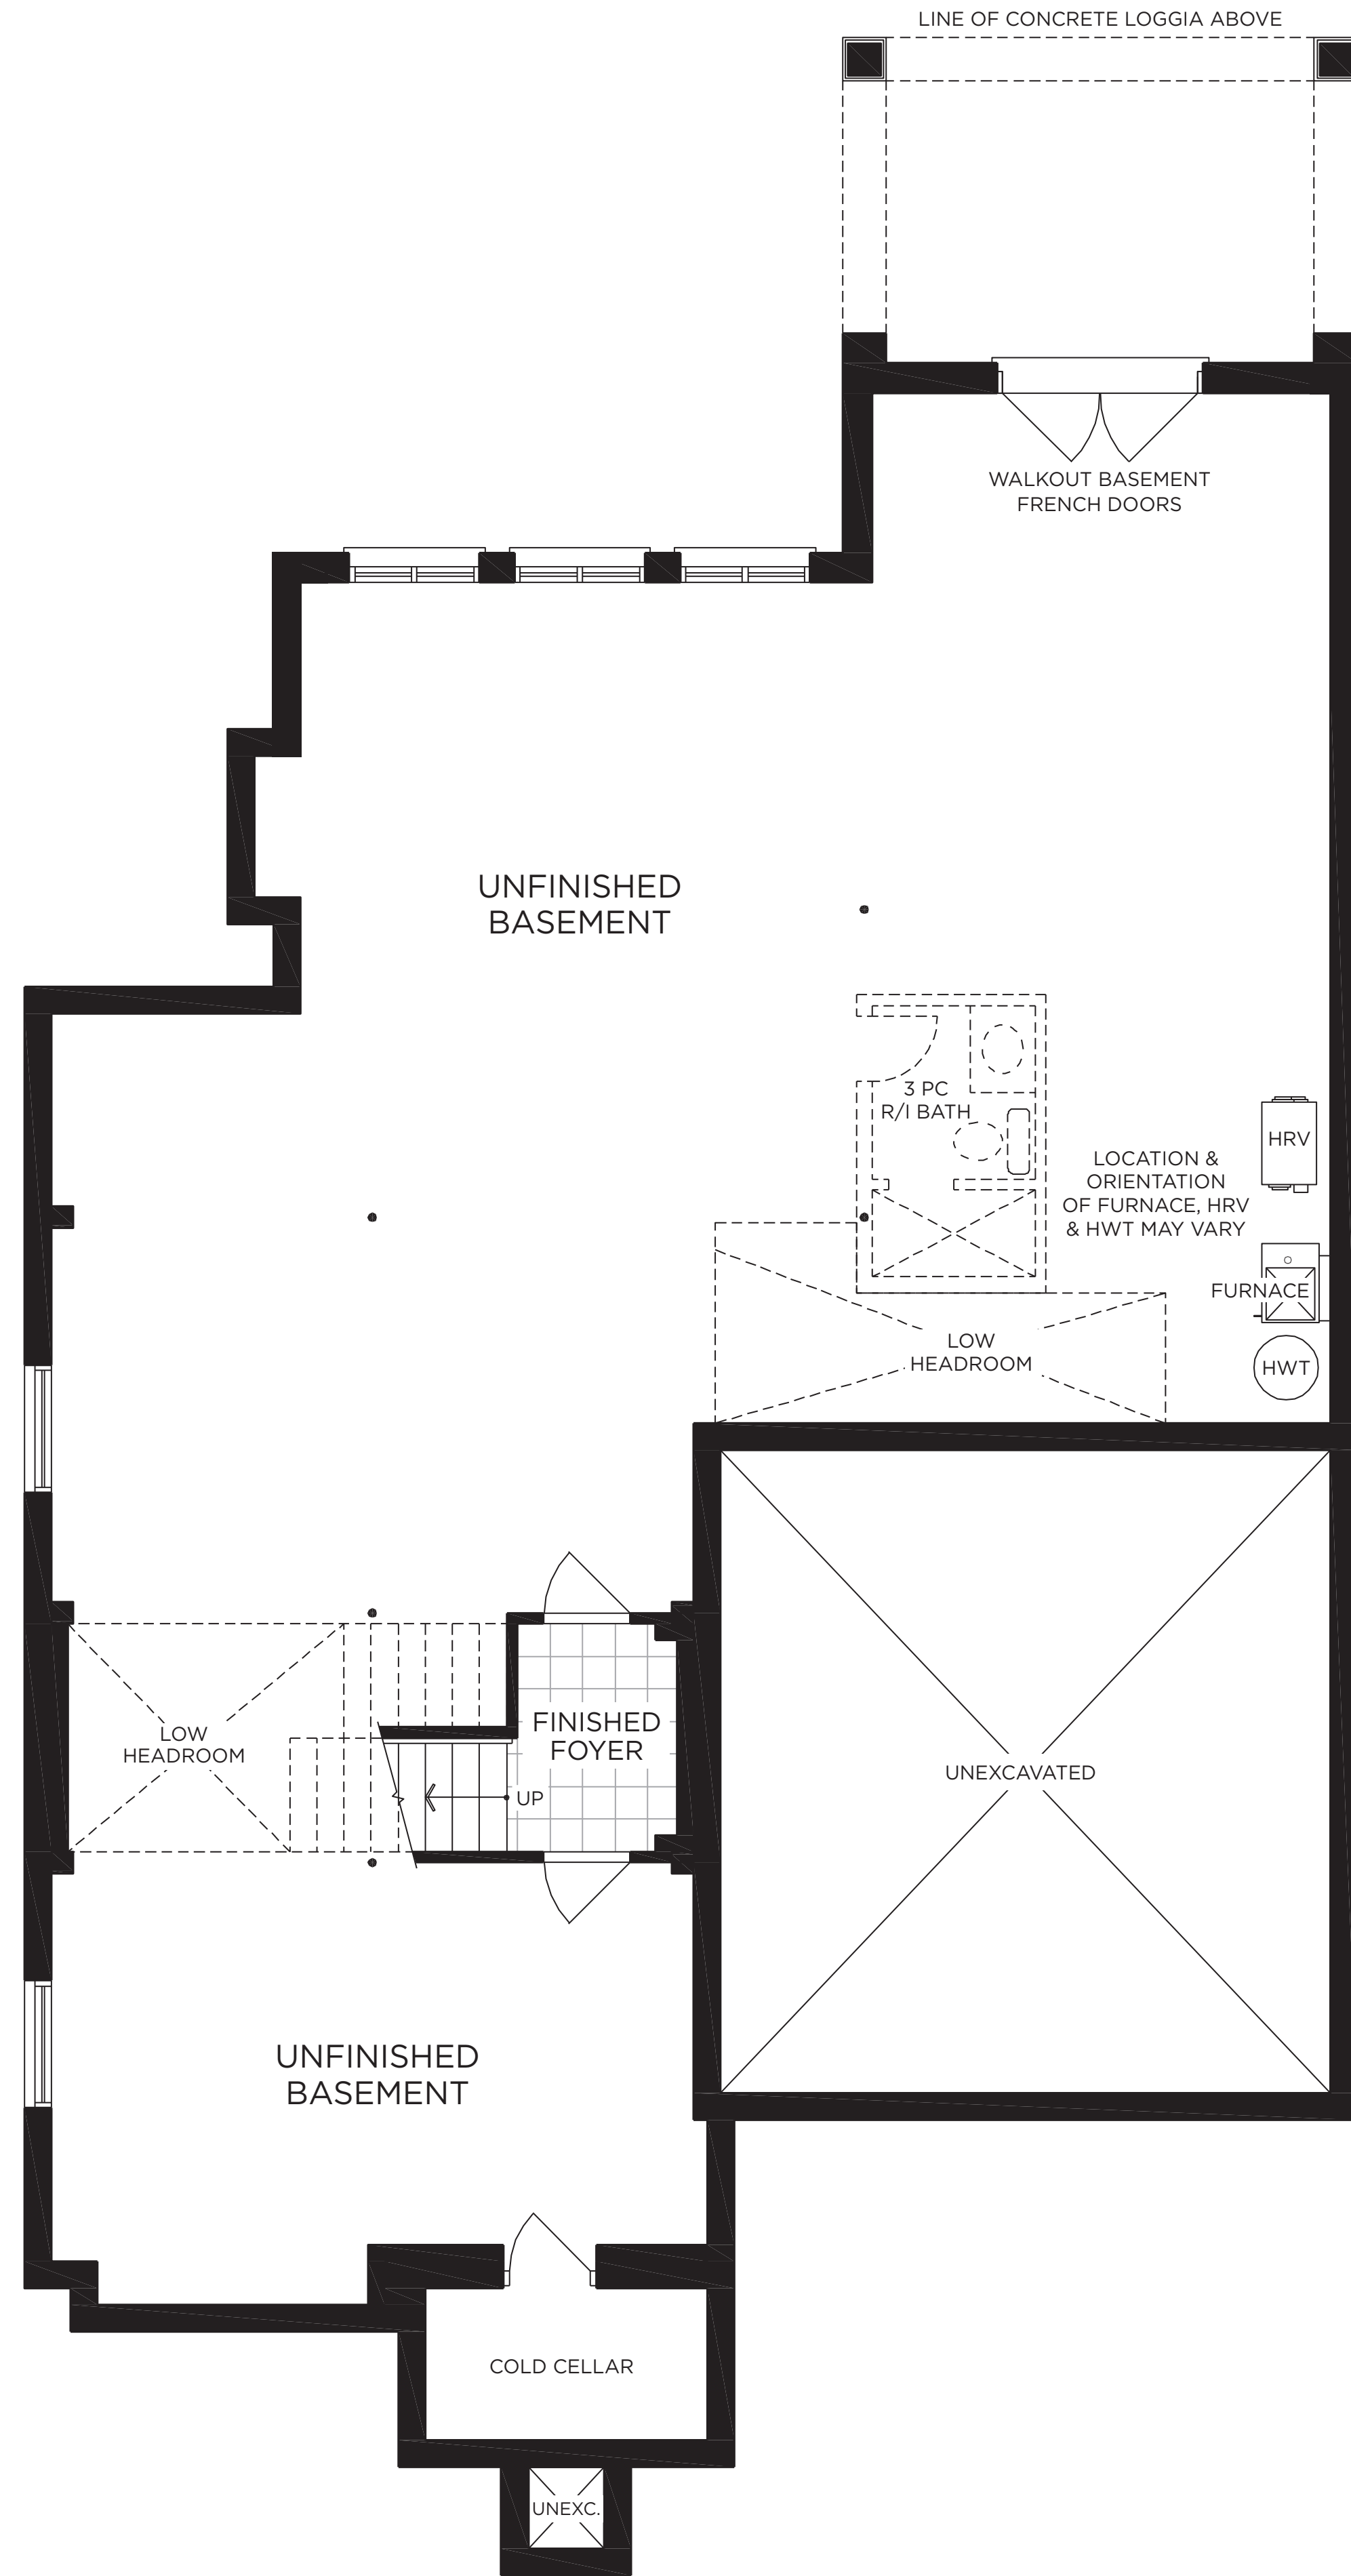 LINE OF CONCRETE LOGGIA ABOVE
WALKOUT BASEMENT
FRENCH DOORS
UNFINISHED
BASEMENT
3 PC
R/I BATH
HRV
LOCATION &
ORIENTATION
OF FURNACE, HRV
& HWT MAY VARY
FURNACE
LOW
HEADROOM
HWT
FINISHED
FOYER
LOW
HEADROOM
UNEXCAVATED
UP
UNFINISHED
BASEMENT
COLD CELLAR
UNEXC.